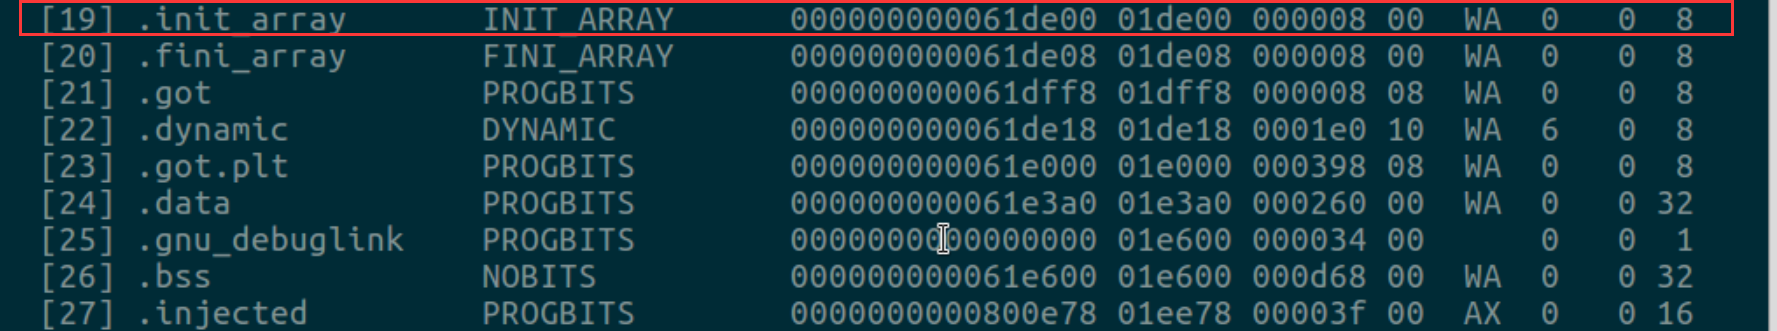 [19] .init_array INIT_ARRAY 000000000061de00 01de00 000008 00 WA 0 0 8
[20] .fini_array FINI_ARRAY 000000000061de08 01de08 000008 00 WA 0 0 8
[21] .got PROGBITS 000000000061dff8 01dff8 000008 08 WA 0 0 8
[22] .dynamic DYNAMIC 000000000061de18 01de18 0001e0 10 WA 6 0 8
[23] .got.plt PROGBITS 000000000061e000 01e000 000398 08 WA 0 0 8
[24] .data PROGBITS 000000000061e3a0 01e3a0 000260 00 WA 0 0 32
[25] .gnu_debuglink PROGBITS 0000000000000000 01e600 000034 00 0 0 1
[26] .bss NOBITS 000000000061e600 01e600 000d68 00 WA 0 0 32
[27] .injected PROGBITS 0000000000800e78 01ee78 00003f 00 AX 0 0 16